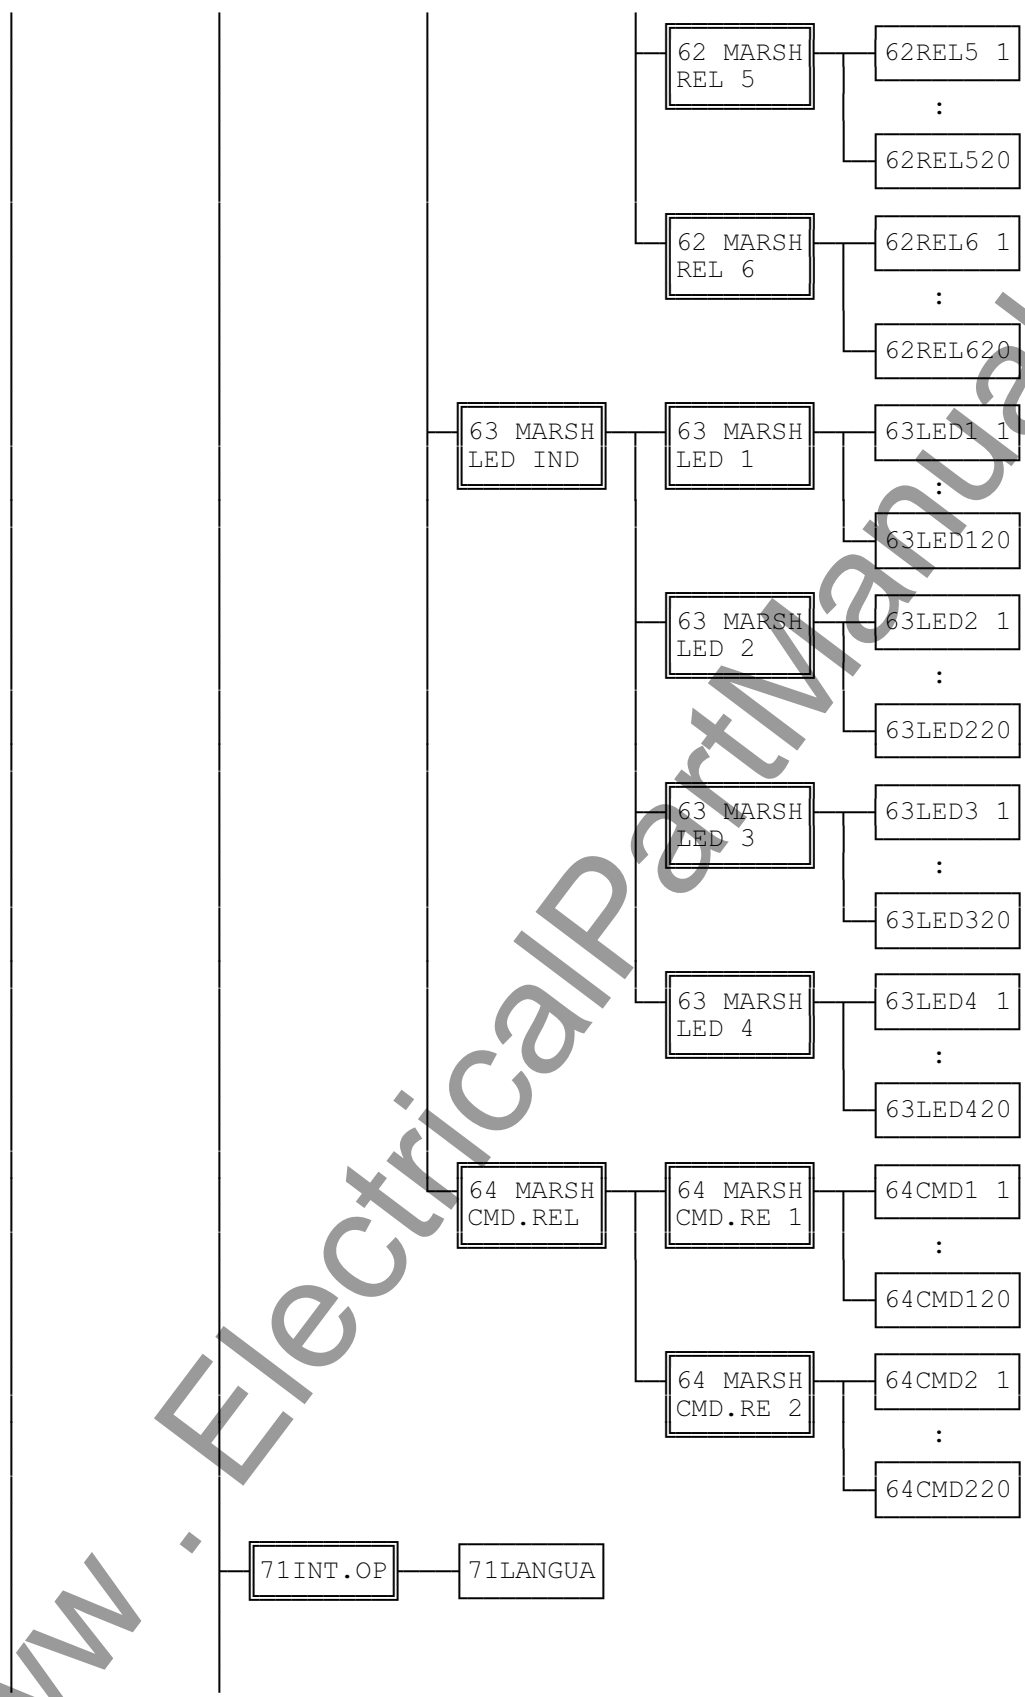 62 MARSH
REL 5
62REL5 1
:
62REL520
62 MARSH
REL 6
62REL6 1
:
62REL620
63 MARSH
LED IND
63 MARSH
LED 1
63LED1 1
:
63LED120
63 MARSH
LED 2
63LED2 1
:
63LED220
63 MARSH
LED 3
63LED3 1
:
63LED320
63 MARSH
LED 4
63LED4 1
:
63LED420
64 MARSH
CMD.REL
64 MARSH
CMD.RE 1
64CMD1 1
:
64CMD120
64 MARSH
CMD.RE 2
64CMD2 1
:
64CMD220
71INT.OP
71LANGUA
ww . ElectricalPartManua